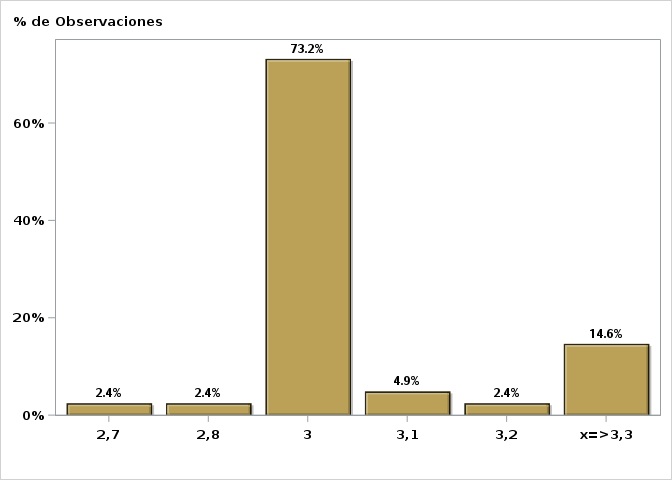 % de Observaciones
73.2%
60%
40%
20%
14.6%
4.9%
2.4% 2.4% 2.4%
0%
2,7 2,8 3 3,1 3,2 x=>3,3